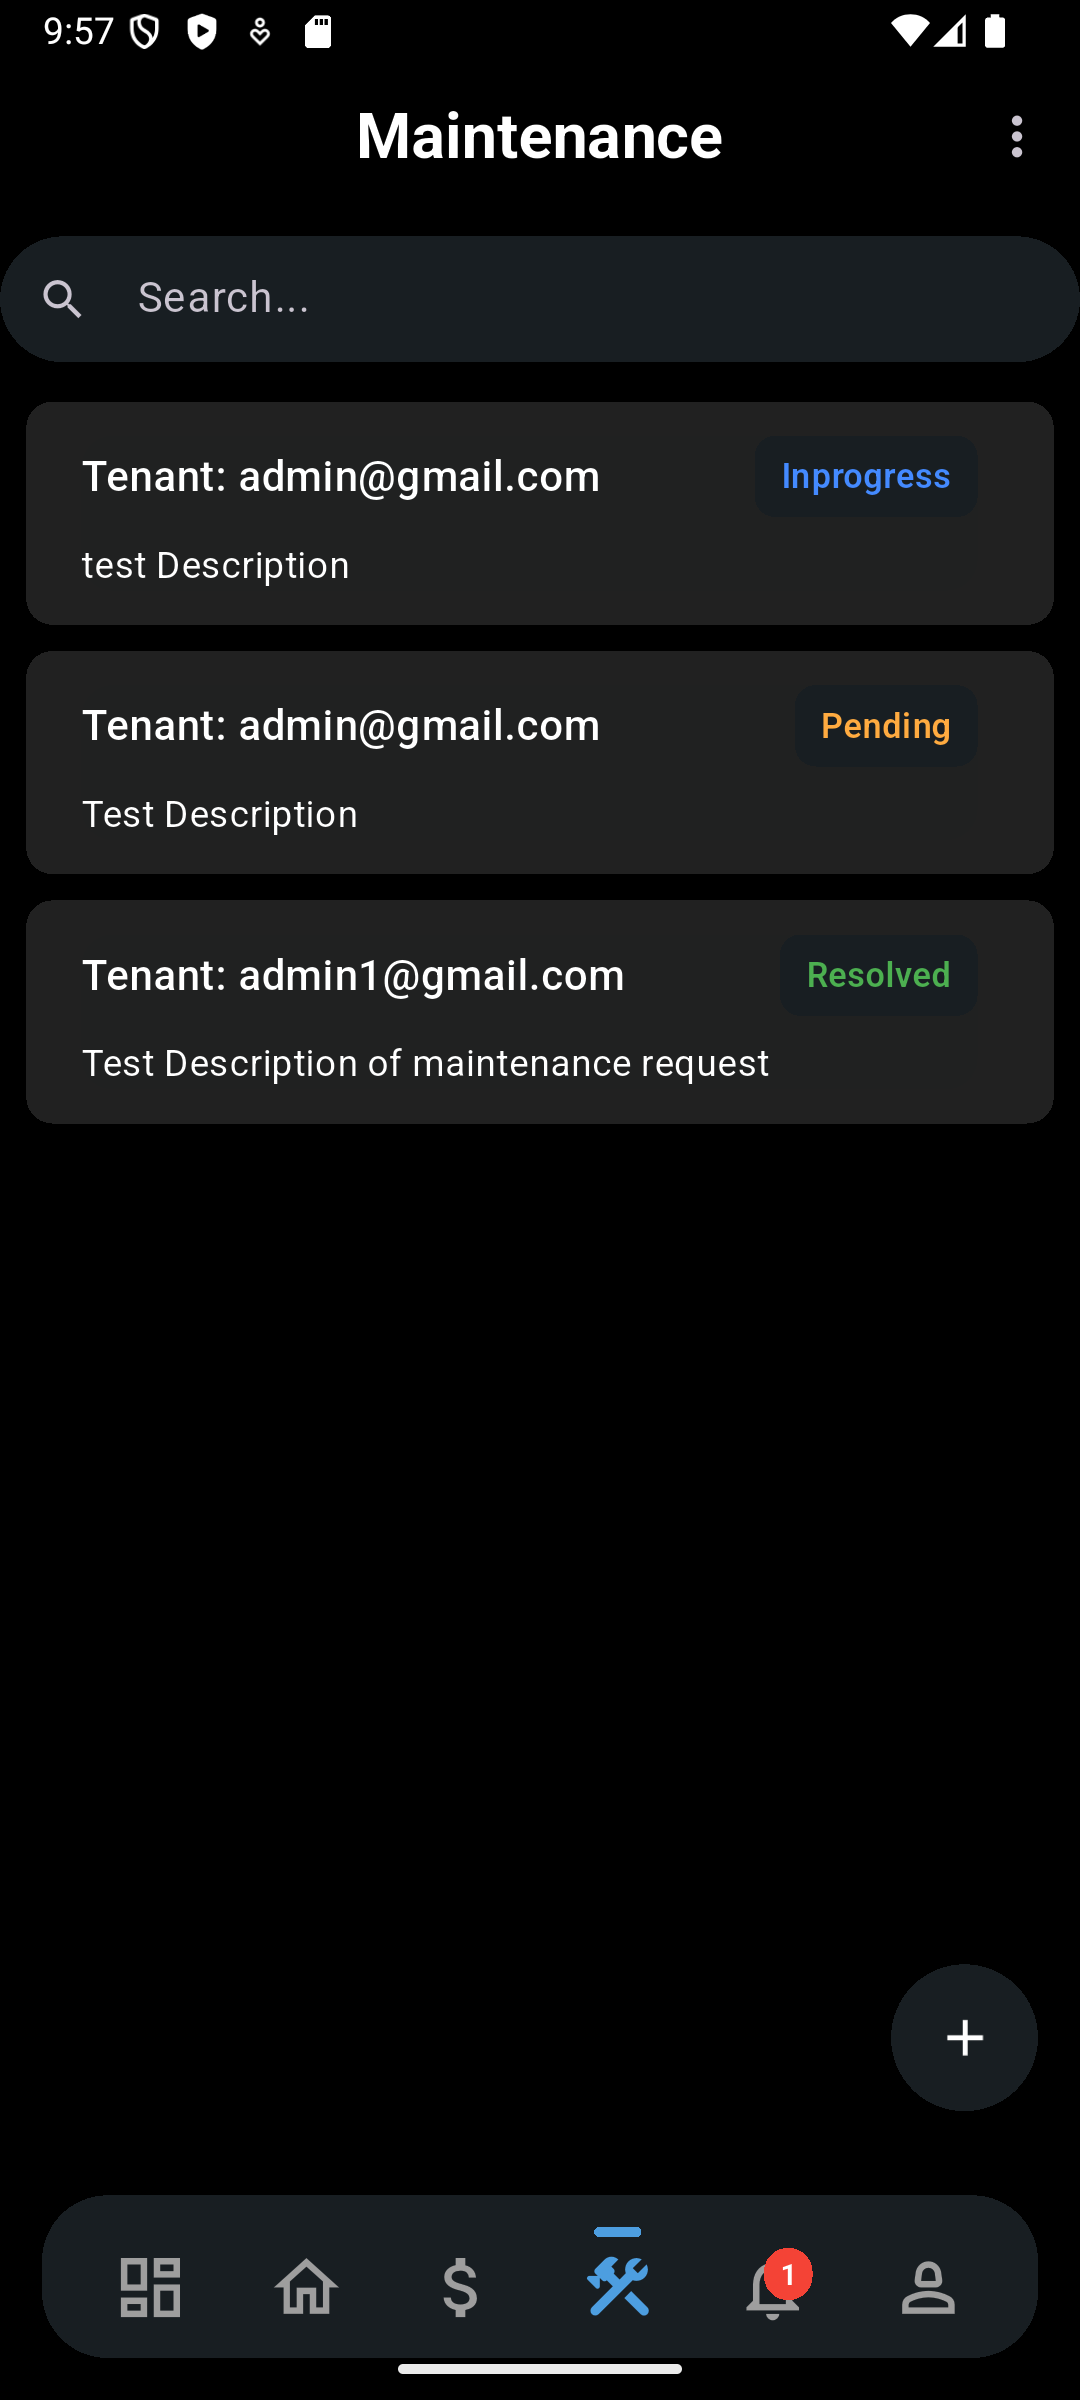 9:57
Maintenance
Search...
Tenant: admin@gmail.com
Inprogress
test Description
Tenant: admin@gmail.com
Pending
Test Description
Tenant: admin1@gmail.com
Resolved
Test Description of maintenance request
1